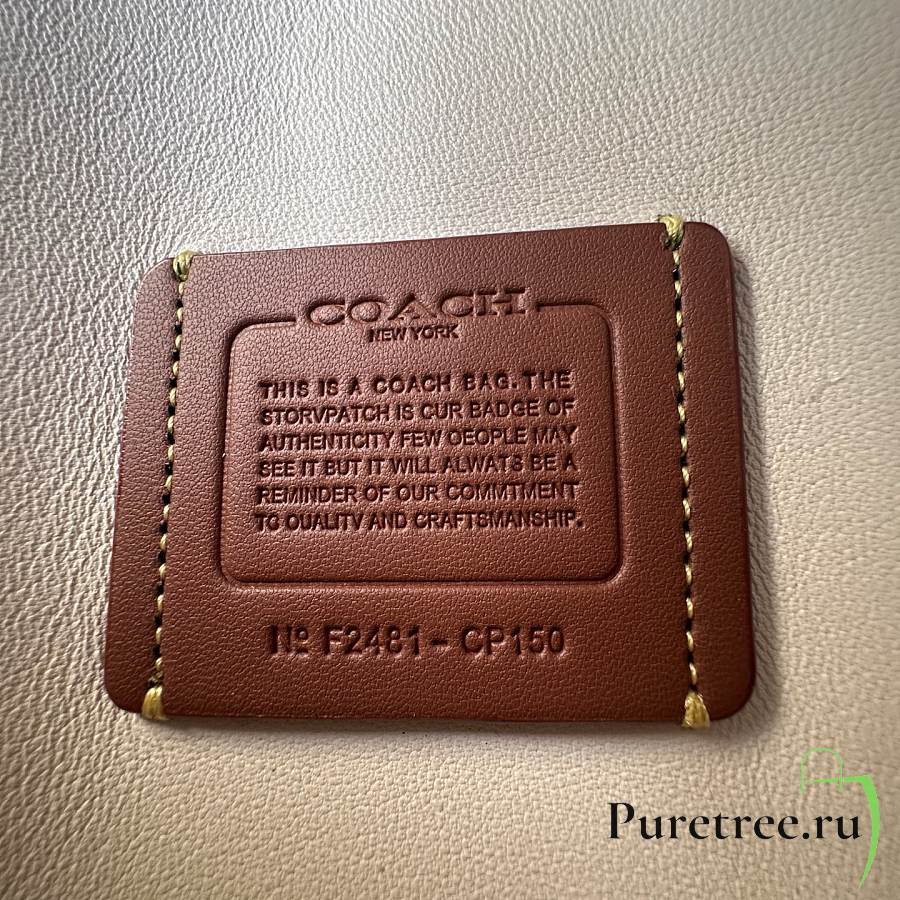 COACH
NEW YORK
THIS IS A COACH BAG. THE
STORVPATCH IS CUR BADGE OF
AUTHENTICITY FEW OEOPLE MAY
SEE IT BUT IT WILL ALWATS BE A
REMINDER OF OUR COMMTMENT
TC OUALITV AND CRAFTSMANSHIP.
Nº F2481 - CP150
Puretree.ru